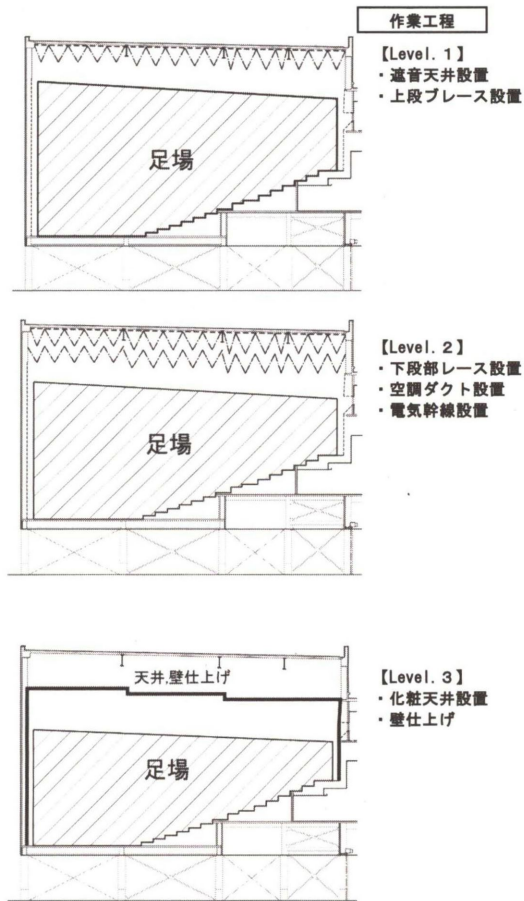 作業工程
【Level. 1】
・遮音天井設置
・上段ブレース設置
足場
【Level. 2】
・下段部レース設置
・空調ダクト設置
・電気幹線設置
足場
【Level. 3】
・化粧天井設置
・壁仕上げ
天井,壁仕上げ
足場